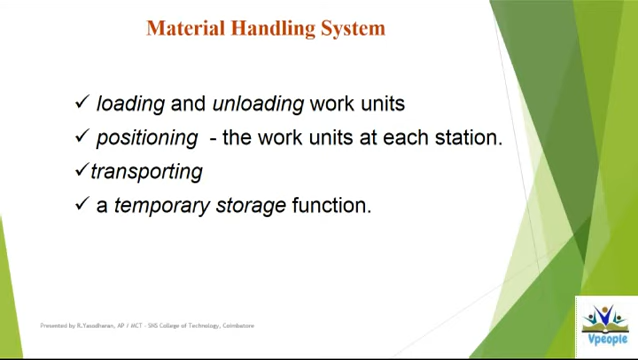 Material Handling System
✓ loading and unloading work units
✓ positioning - the work units at each station.
✓transporting
✓ a temporary storage function.
Presented by R.Yasodharan, AP / MCT - SNS College of Technology, Coimbatore
Vpeople